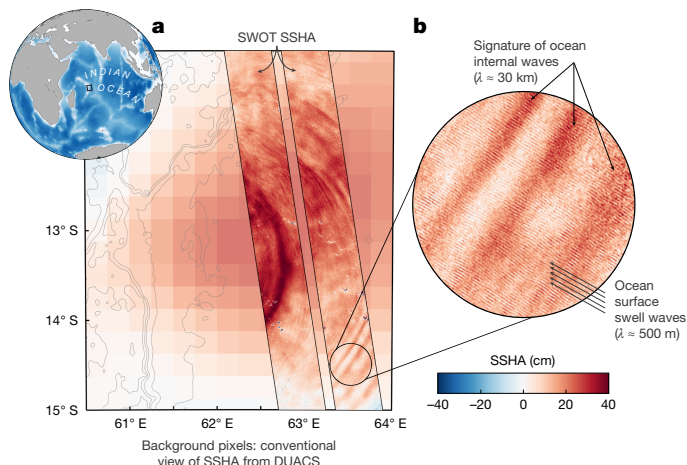 a
b
SWOT SSHA
INDIAN
OCEAN
13° S
14° S
15° S
61° E
62° E
63° E
64° E
Background pixels: conventional
view of SSHA from DUACS
Signature of ocean
internal waves
(λ ≈ 30 km)
Ocean
surface
swell waves
(λ ≈ 500 m)
SSHA (cm)
−40
−20
0
20
40